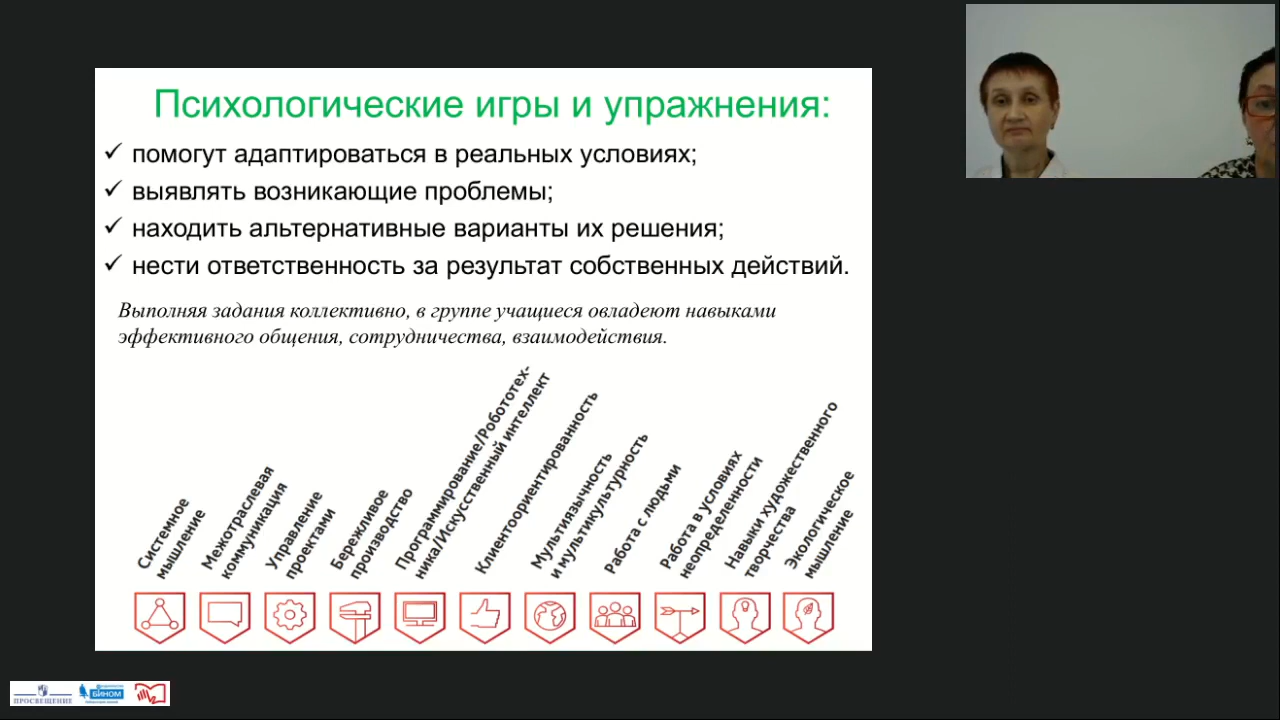 Психологические игры и упражнения:
помогут адаптироваться в реальных условиях;
выявлять возникающие проблемы;
находить альтернативные варианты их решения;
нести ответственность за результат собственных действий.
Выполняя задания коллективно, в группе учащиеся овладеют навыками
эффективного общения, сотрудничества, взаимодействия.
Системное
мышление
Межотраслевая
коммуникация
Управление
проектами
Бережливое
производство
Программирование/Робототех-
ника/Искусственный интеллект
Клиентоориентированность
Мультиязычность
и мультикультурность
Работа с людьми
Работа в условиях
неопределенности
Навыки художественного
творчества
Экологическое
мышление
ПРОСВЕЩЕНИЕ
БИНОМ